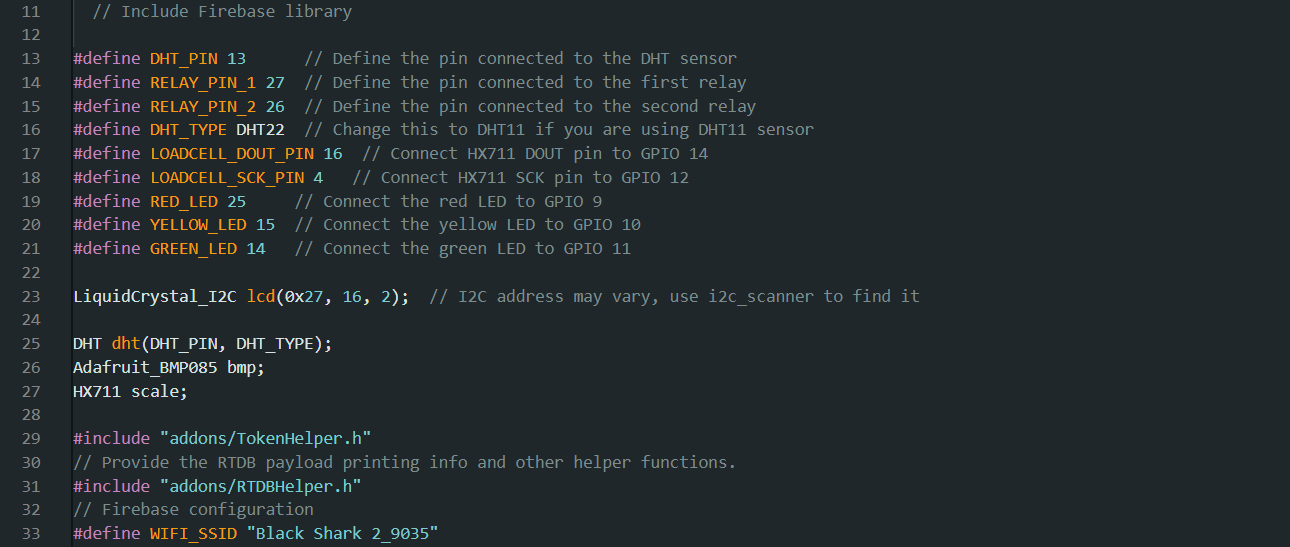 11 // Include Firebase library
12
13 #define DHT_PIN 13 // Define the pin connected to the DHT sensor
14 #define RELAY_PIN_1 27 // Define the pin connected to the first relay
15 #define RELAY_PIN_2 26 // Define the pin connected to the second relay
16 #define DHT_TYPE DHT22 // Change this to DHT11 if you are using DHT11 sensor
17 #define LOADCELL_DOUT_PIN 16 // Connect HX711 DOUT pin to GPIO 14
18 #define LOADCELL_SCK_PIN 4 // Connect HX711 SCK pin to GPIO 12
19 #define RED_LED 25 // Connect the red LED to GPIO 9
20 #define YELLOW_LED 15 // Connect the yellow LED to GPIO 10
21 #define GREEN_LED 14 // Connect the green LED to GPIO 11
22
23 LiquidCrystal_I2C lcd(0x27, 16, 2); // I2C address may vary, use i2c_scanner to find it
24
25 DHT dht(DHT_PIN, DHT_TYPE);
26 Adafruit_BMP085 bmp;
27 HX711 scale;
28
29 #include "addons/TokenHelper.h"
30 // Provide the RTDB payload printing info and other helper functions.
31 #include "addons/RTDBHelper.h"
32 // Firebase configuration
33 #define WIFI_SSID "Black Shark 2_9035"